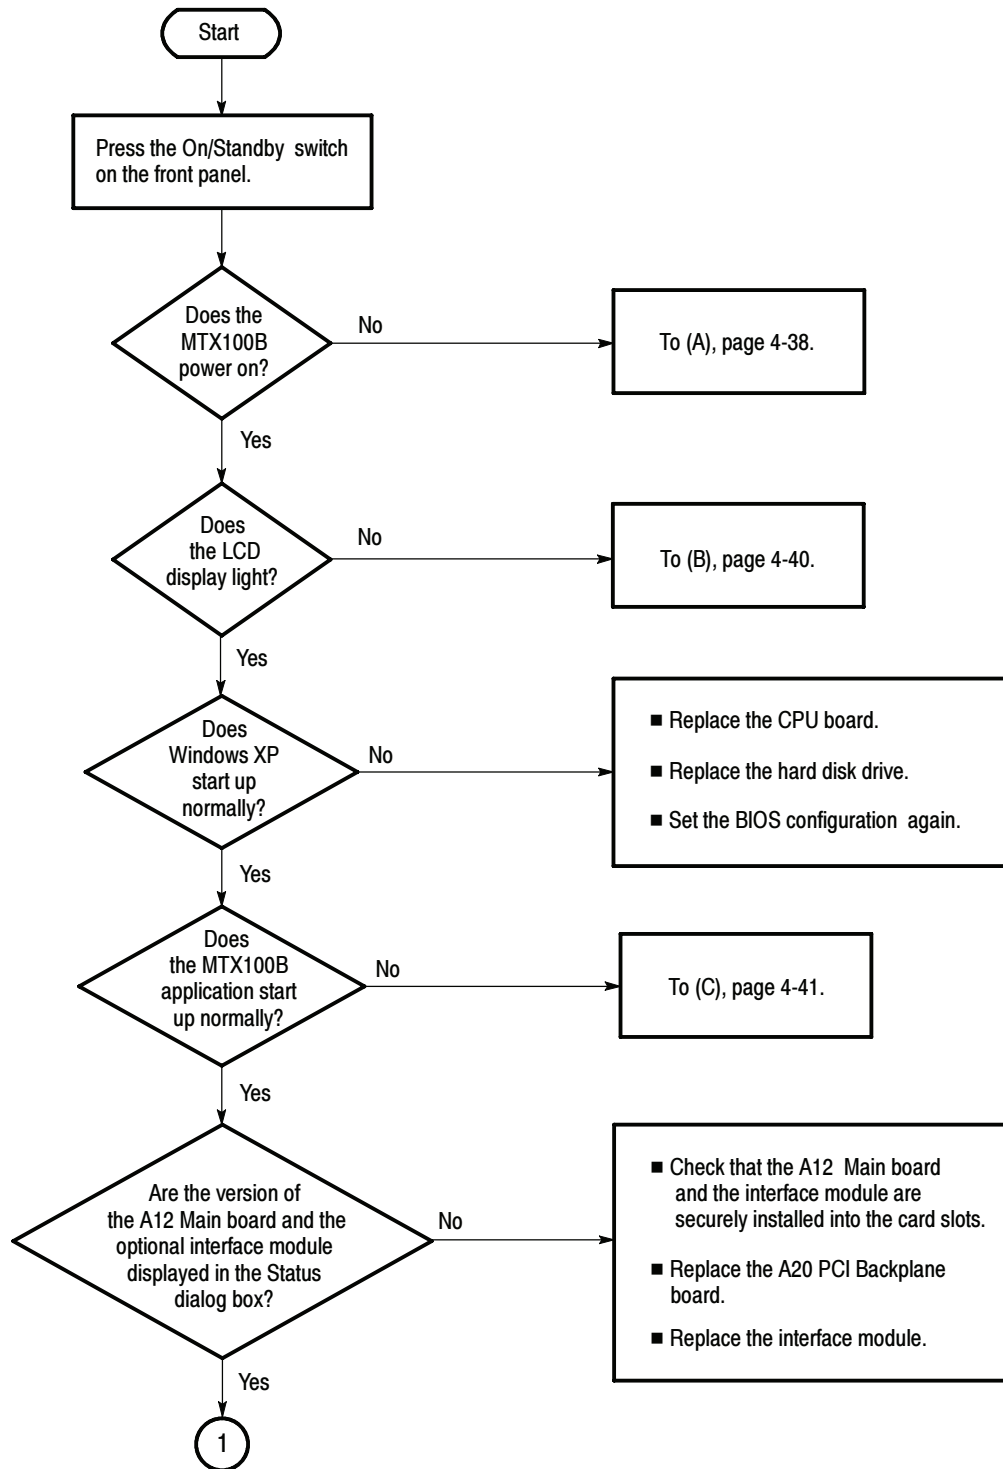 Start
Press the On/Standby switch
on the front panel.
Does the
MTX100B
power on?
No
To (A), page 4-38.
Yes
Does
the LCD
display light?
No
To (B), page 4-40.
Yes
Does
Windows XP
start up
normally?
No
■ Replace the CPU board.
■ Replace the hard disk drive.
■ Set the BIOS configuration again.
Yes
Does
the MTX100B
application start
up normally?
No
To (C), page 4-41.
Yes
Are the version of
the A12 Main board and the
optional interface module
displayed in the Status
dialog box?
No
■ Check that the A12 Main board
and the interface module are
securely installed into the card slots.
■ Replace the A20 PCI Backplane
board.
■ Replace the interface module.
Yes
1